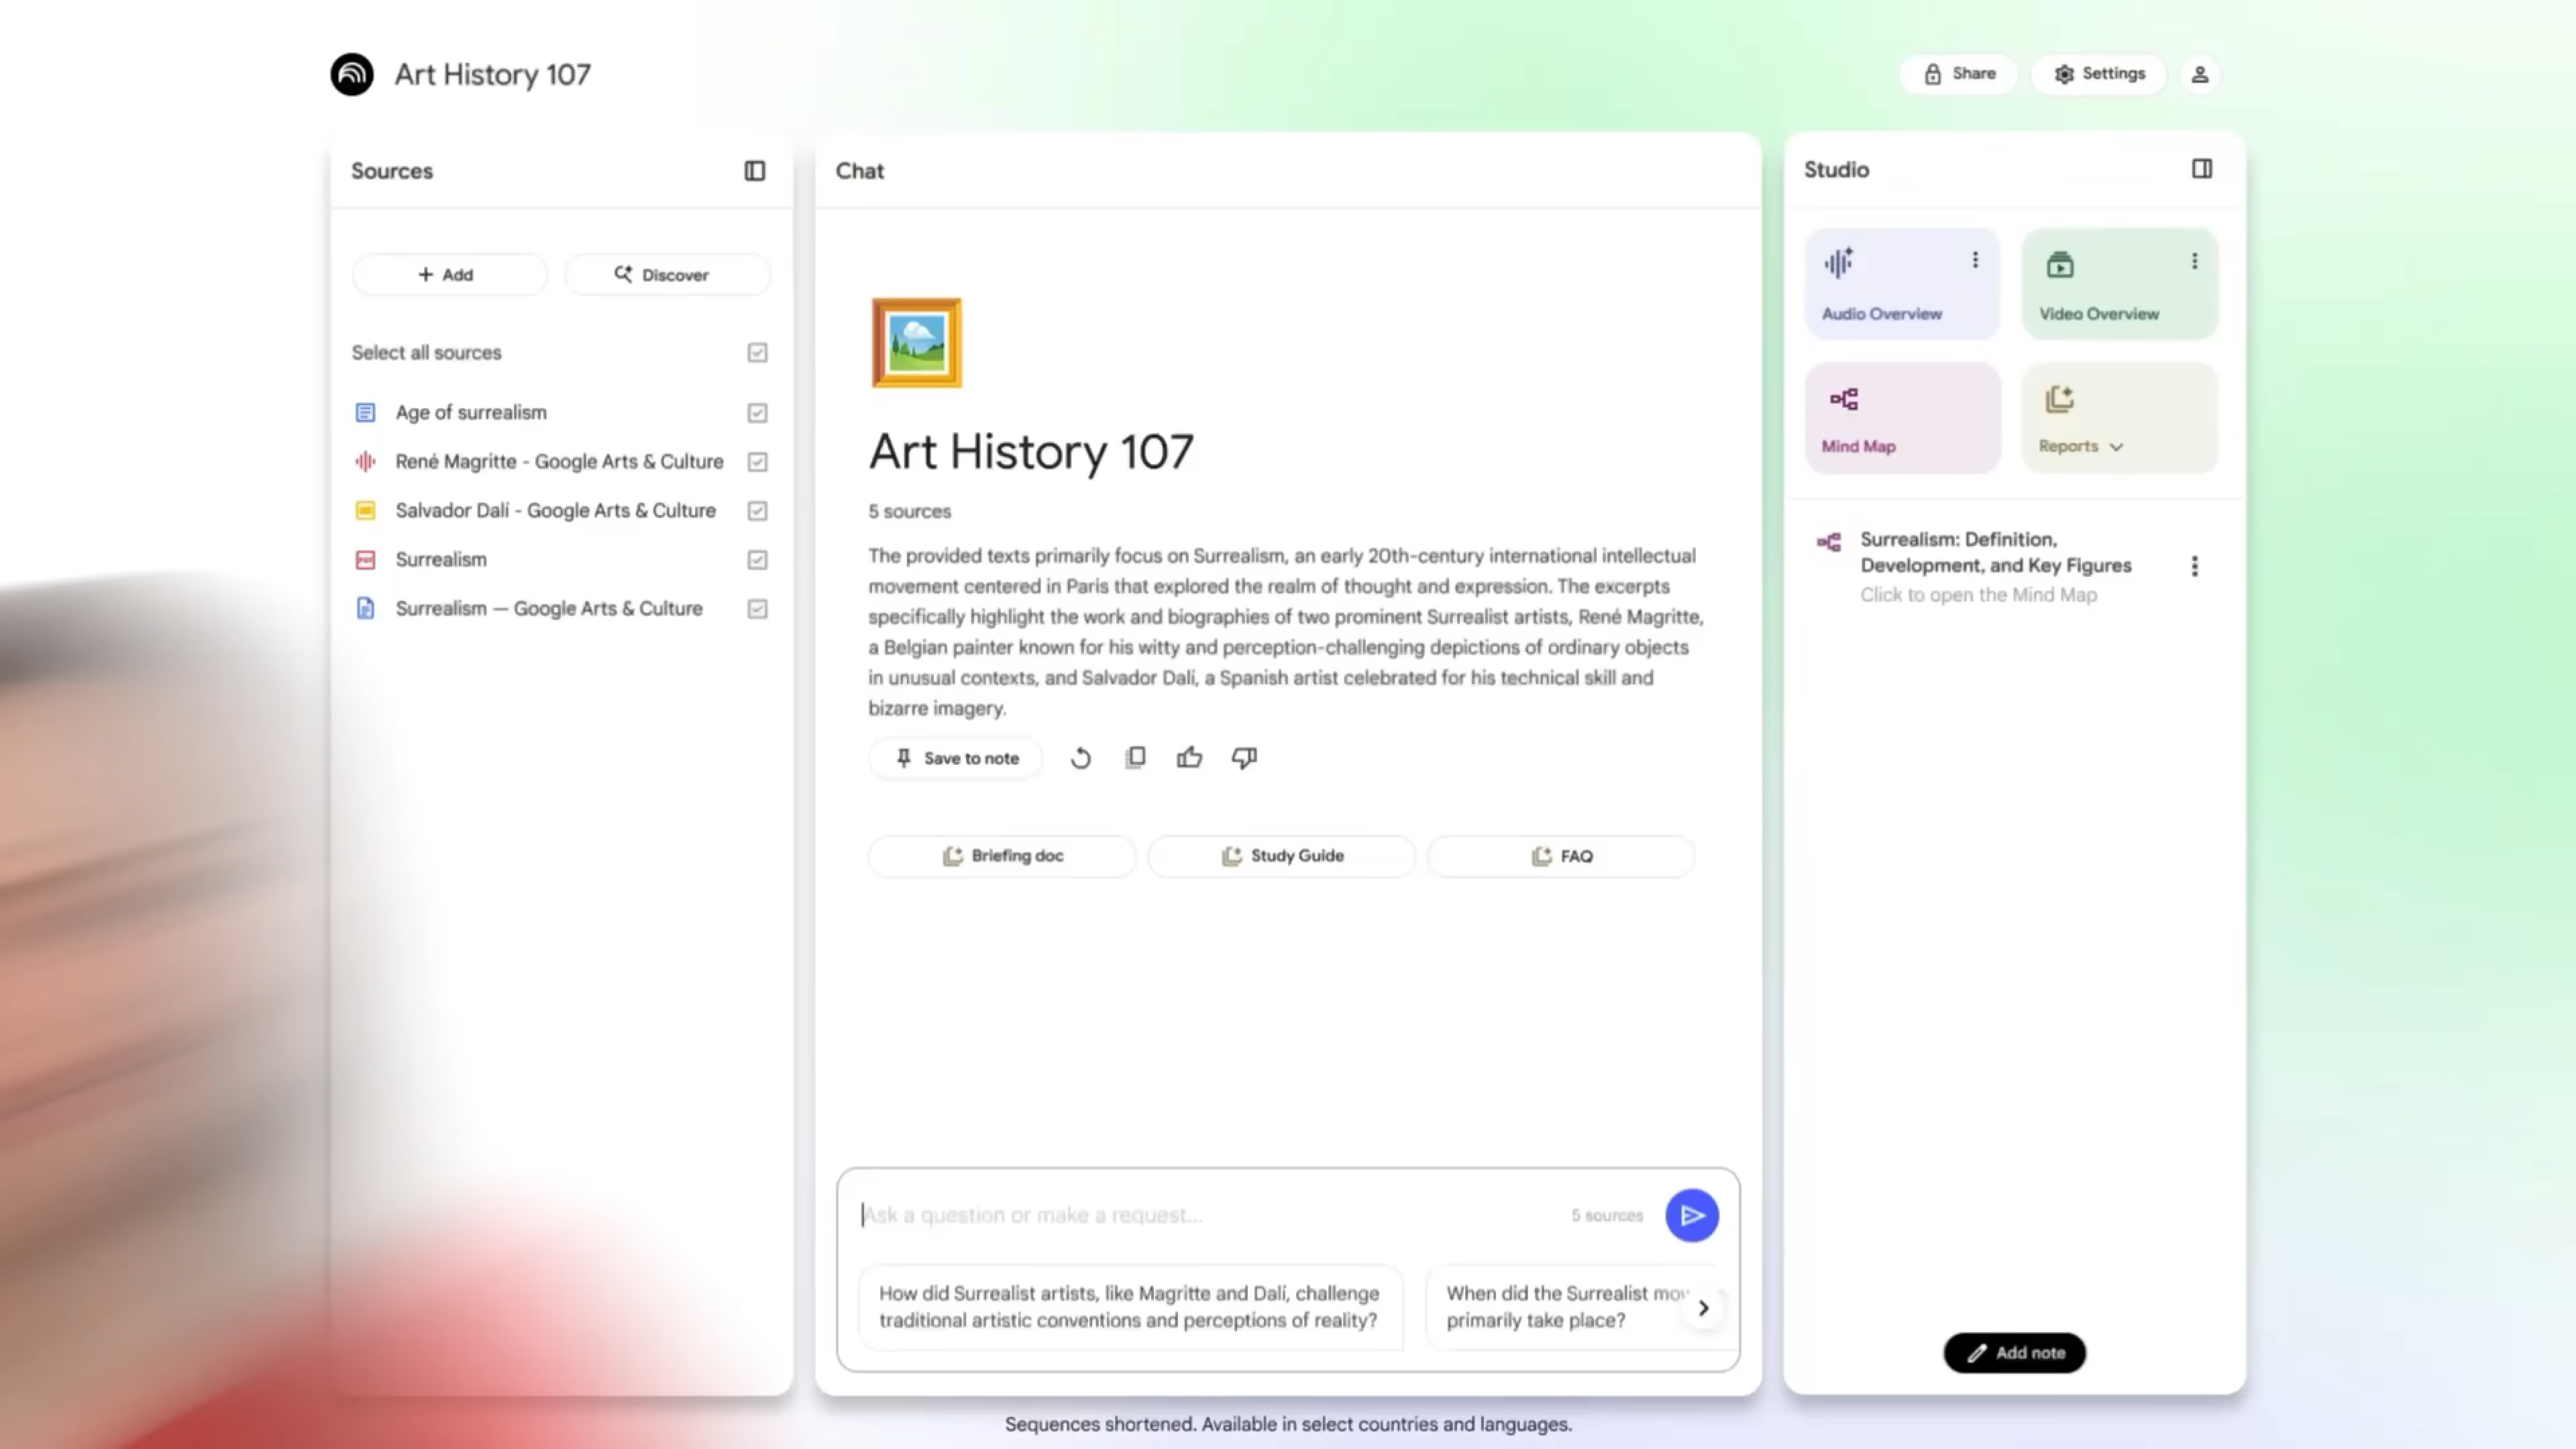 Art History 107
Share
Settings
Sources
Add
Discover
Select all sources
Age of surrealism
René Magritte - Google Arts & Culture
Salvador Dalí - Google Arts & Culture
PDF
Surrealism
Surrealism — Google Arts & Culture
Chat
Art History 107
5 sources
The provided texts primarily focus on Surrealism, an early 20th-century international intellectual
movement centered in Paris that explored the realm of thought and expression. The excerpts
specifically highlight the work and biographies of two prominent Surrealist artists, René Magritte,
a Belgian painter known for his witty and perception-challenging depictions of ordinary objects
in unusual contexts, and Salvador Dalí, a Spanish artist celebrated for his technical skill and
bizarre imagery.
Save to note
Briefing doc
Study Guide
FAQ
Ask a question or make a request...
5 sources
How did Surrealist artists, like Magritte and Dalí, challenge
traditional artistic conventions and perceptions of reality?
When did the Surrealist
primarily take place?
Studio
Audio Overview
Video Overview
Mind Map
Reports
Surrealism: Definition,
Development, and Key Figures
Click to open the Mind Map
Add note
Sequences shortened. Available in select countries and languages.